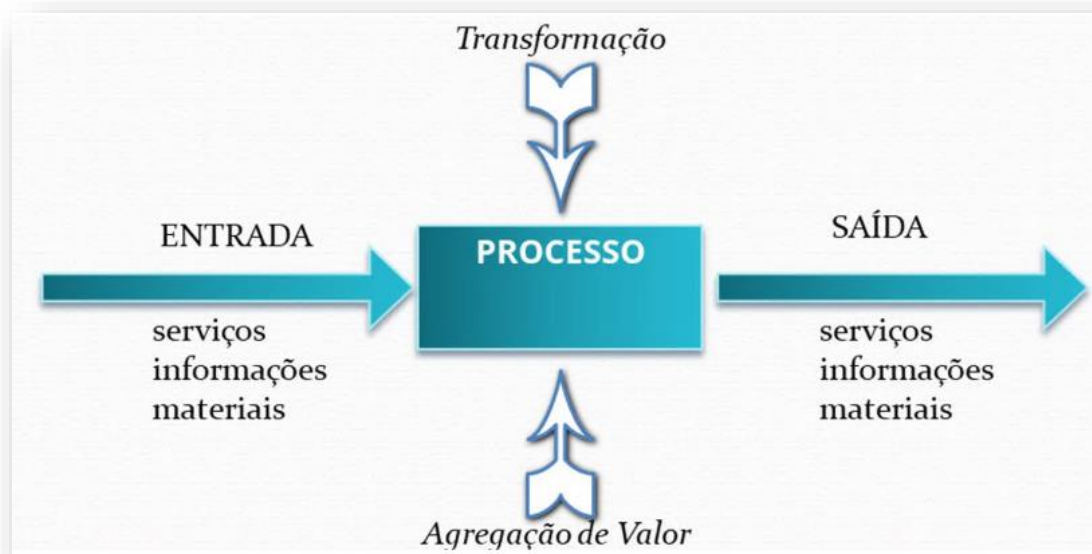 Transformação
ENTRADA
PROCESSO
SAÍDA
serviços
informações
materiais
serviços
informações
materiais
Agregação de Valor